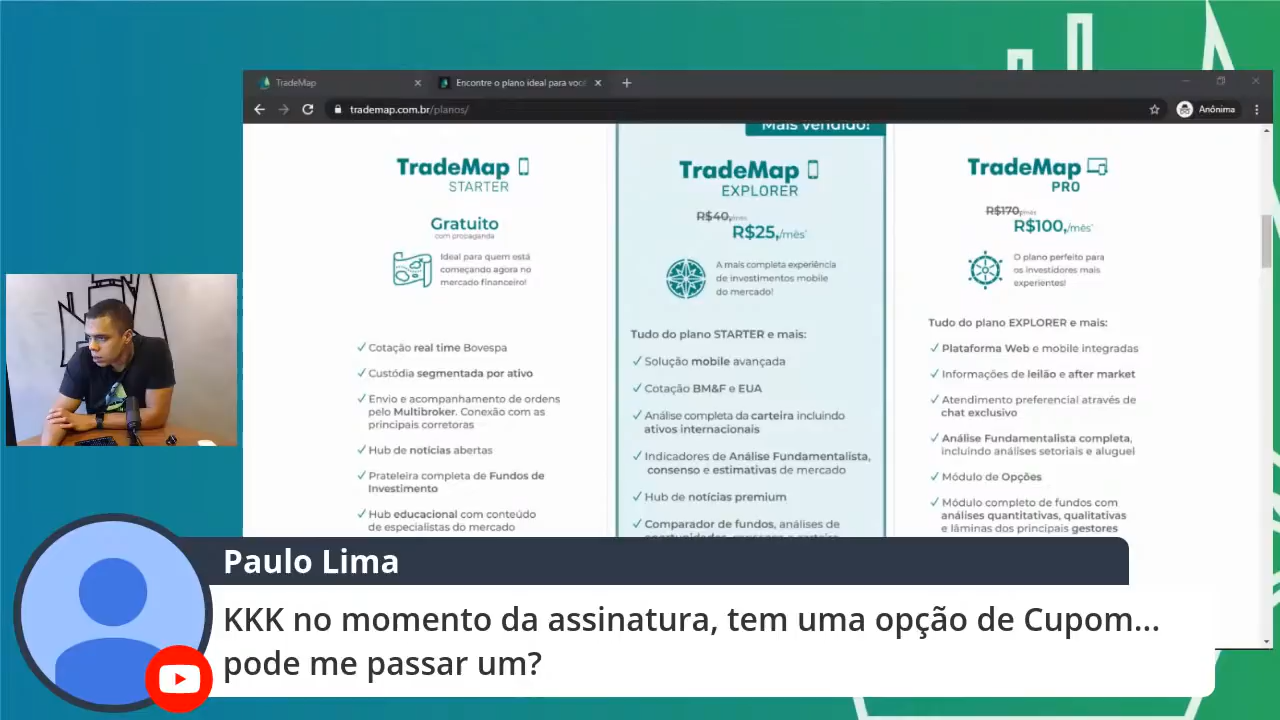 TradeMap
Encontre o plano ideal para você
trademap.com.br/planos/
Anônima
Mais vendido!
TradeMap
STARTER
Gratuito
com propaganda
Ideal para quem está
começando agora no
mercado financeiro!
✓ Cotação real time Bovespa
✓ Custódia segmentada por ativo
✓ Envio e acompanhamento de ordens
pelo Multibroker. Conexão com as
principais corretoras
✓ Hub de notícias abertas
✓ Prateleira completa de Fundos de
Investimento
✓ Hub educacional com conteúdo
de especialistas do mercado
TradeMap
EXPLORER
R$40,/mês
R$25,/mês*
A mais completa experiência
de investimentos mobile
do mercado!
Tudo do plano STARTER e mais:
✓ Solução mobile avançada
✓ Cotação BM&F e EUA
✓ Análise completa da carteira incluindo
ativos internacionais
✓ Indicadores de Análise Fundamentalista,
consenso e estimativas de mercado
✓ Hub de notícias premium
✓ Comparador de fundos, análises de
TradeMap
PRO
R$170,/mês
R$100,/mês*
O plano perfeito para
os investidores mais
experientes!
Tudo do plano EXPLORER e mais:
✓ Plataforma Web e mobile integradas
✓ Informações de leilão e after market
✓ Atendimento preferencial através de
chat exclusivo
✓ Análise Fundamentalista completa,
incluindo análises setoriais e aluguel
✓ Módulo de Opções
✓ Módulo completo de fundos com
análises quantitativas, qualitativas
e lâminas dos principais gestores
Paulo Lima
KKK no momento da assinatura, tem uma opção de Cupom...
pode me passar um?